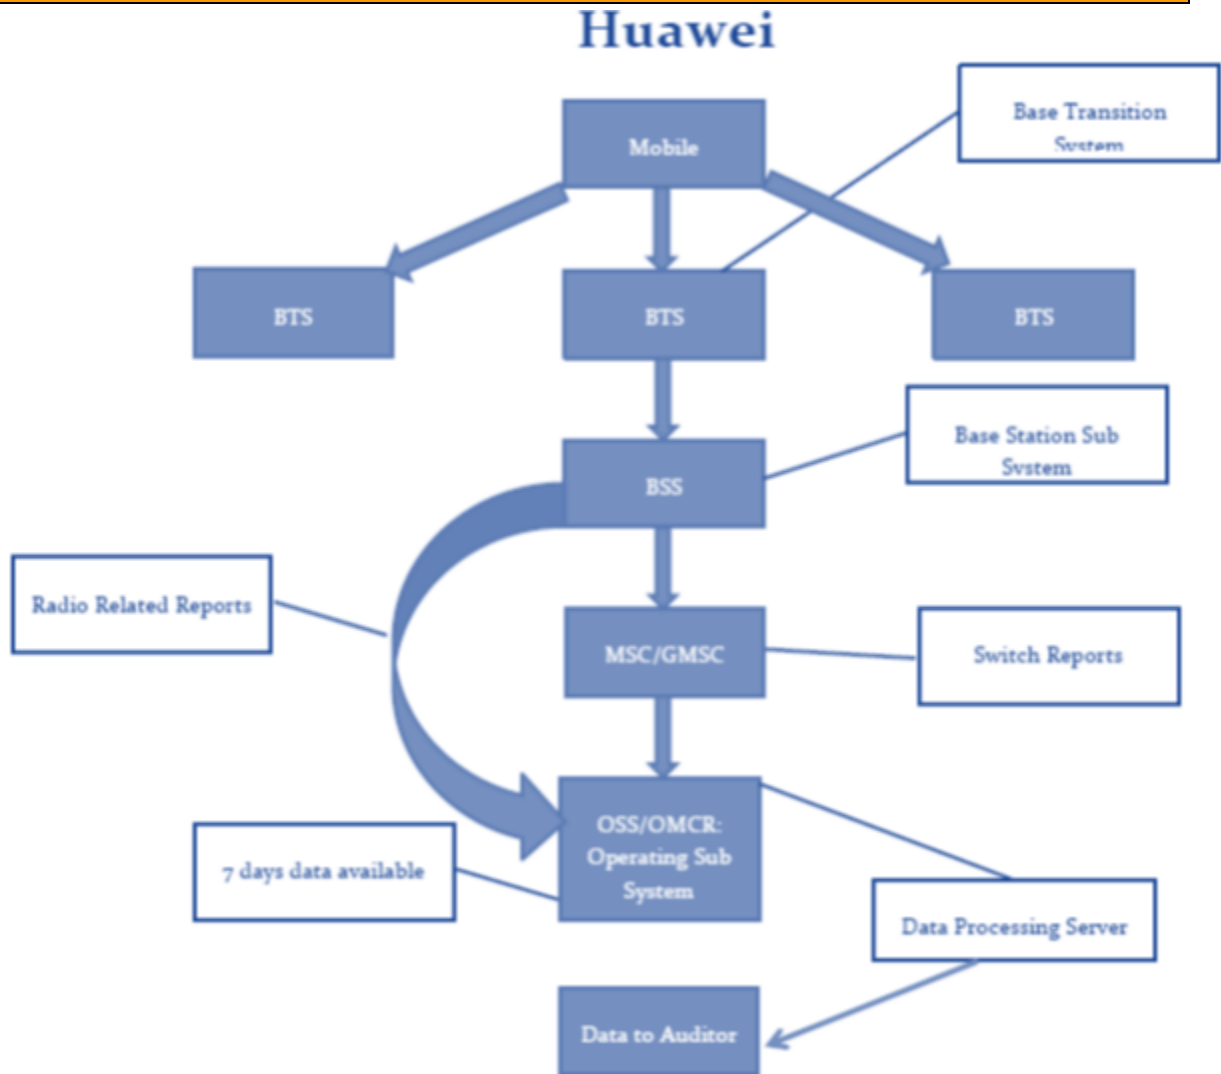 Huawei
Base Transition
System
Mobile
BTS
BTS
BTS
Base Station Sub
System
BSS
Radio Related Reports
MSC/GMSC
Switch Reports
OSS/OMCR:
Operating Sub
System
7 days data available
Data Processing Server
Data to Auditor